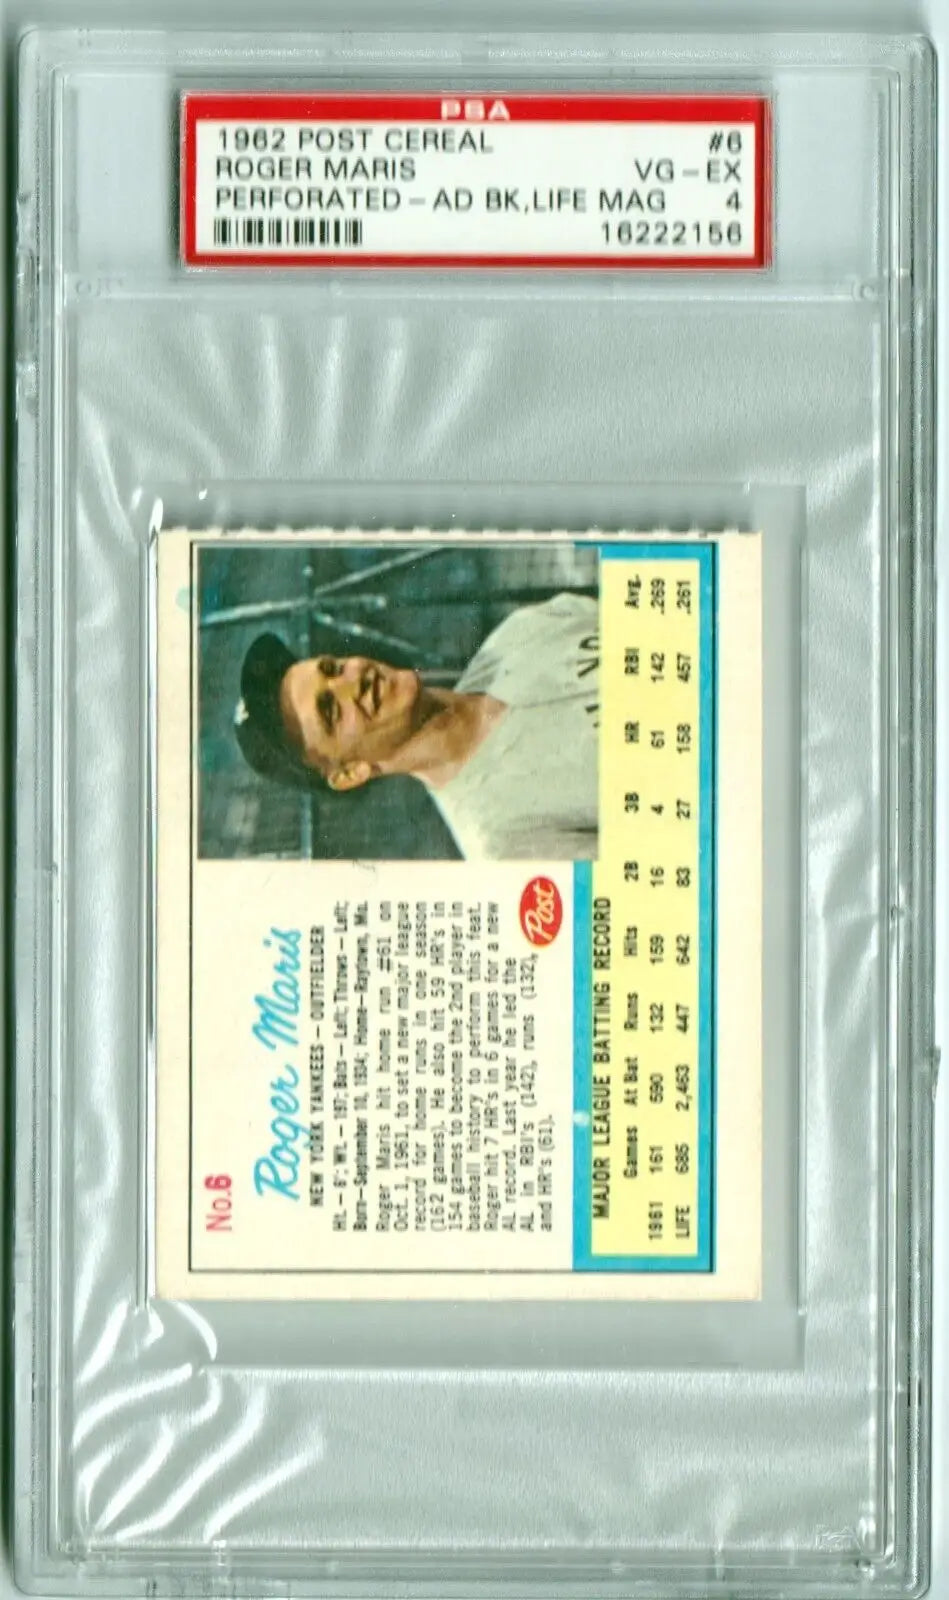 PSA
1962 POST CEREAL #6
ROGER MARIS VG-EX
PERFORATED-AD BK,LIFE MAG 4
16222156
No.6
Roger Maris
NEW YORK YANKEES - OUTFIELDER
Ht. - 6'; Wt. - 197; Bats - Left; Throws - Left;
Born-September 10, 1934; Home-Raytown, Mo.
Roger Maris hit home run #61 on
Oct. 1, 1961, to set a new major league
record for home runs in one season
(162 games). He also hit 59 HR's in
154 games to become the 2nd player in
baseball history to perform this feat.
Roger hit 7 HR's in 6 games for a new
AL record. Last year he led the
AL in RBI's (142), runs (132),
and HR's (61).
Post
MAJOR LEAGUE BATTING RECORD
Games At Bat Runs Hits 2B 3B HR RBI Avg.
1961 161 590 132 159 16 4 61 142 .269
LIFE 685 2,463 447 642 83 27 158 457 .261